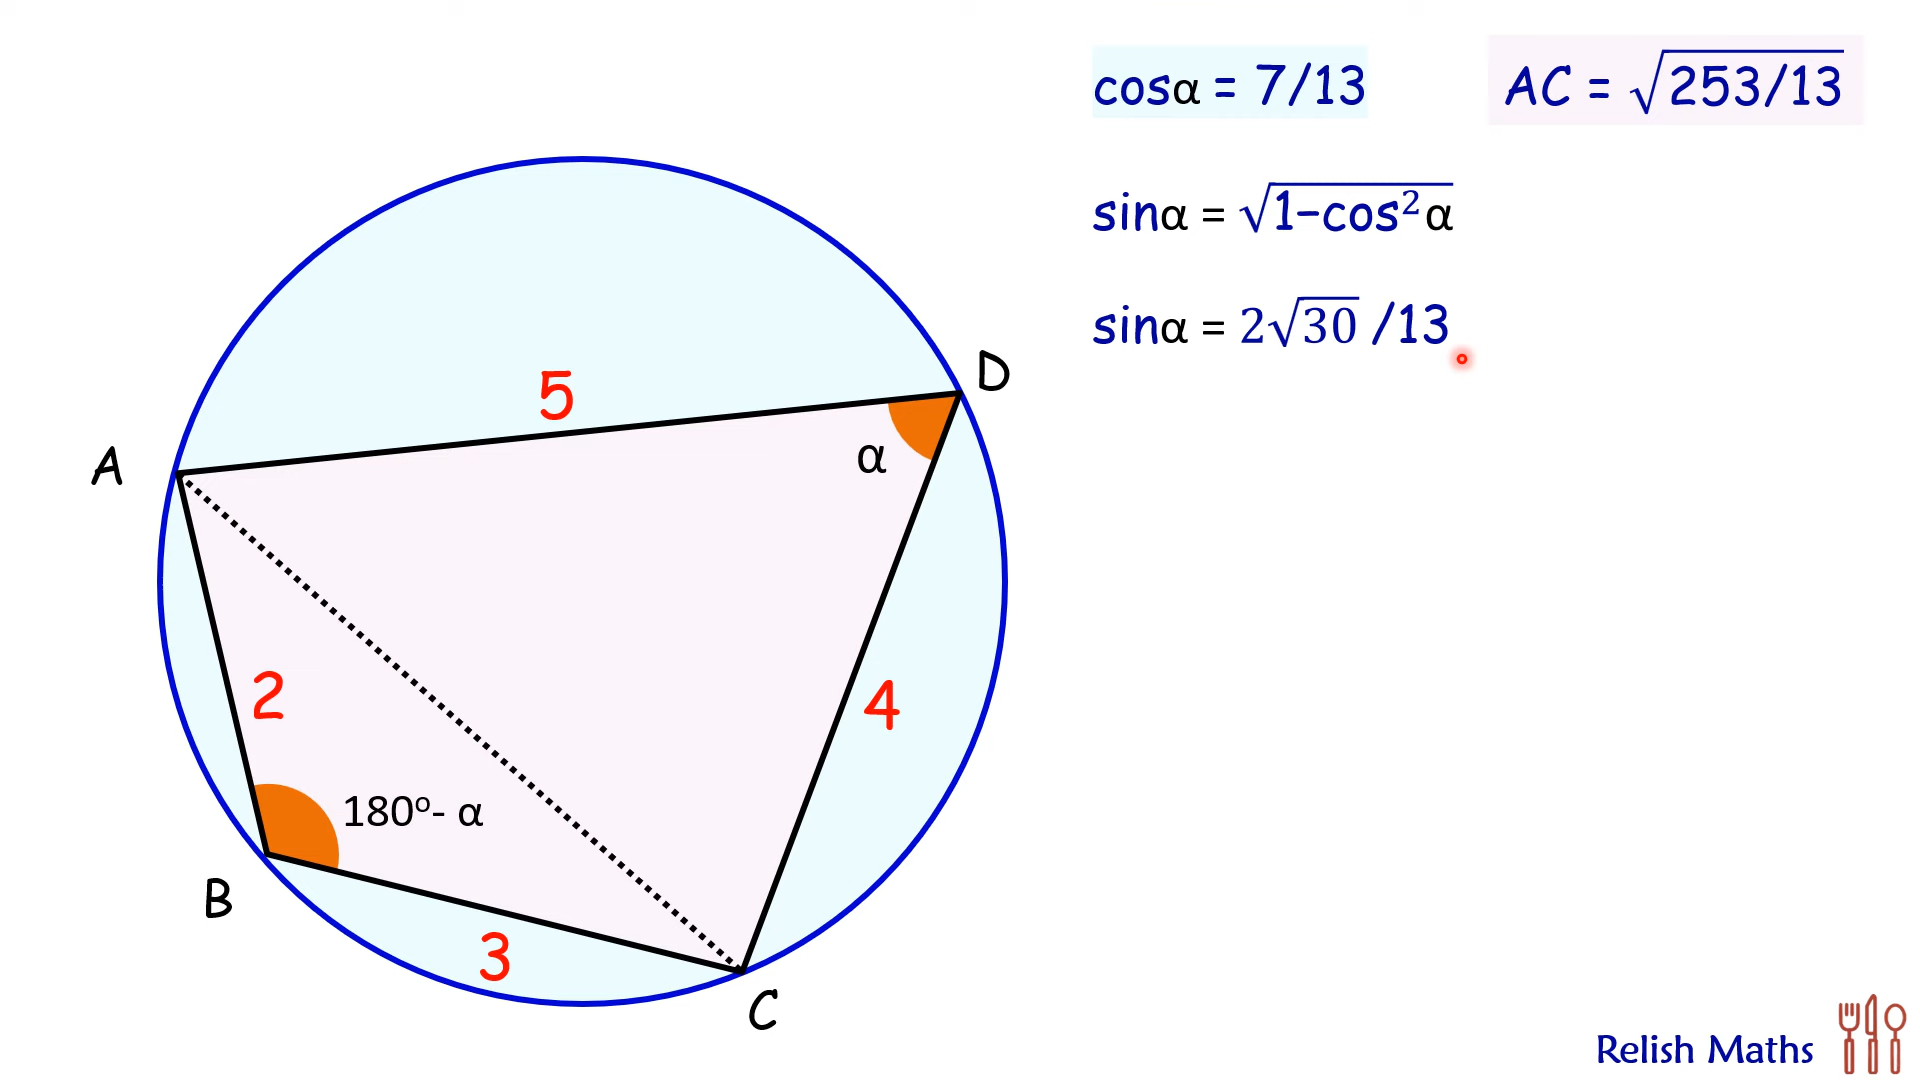 cosα = 7/13
AC = √253/13
sinα = √1–cos²α
sinα = 2√30 /13
D
5
α
A
2
4
180º- α
B
3
C
Relish Maths